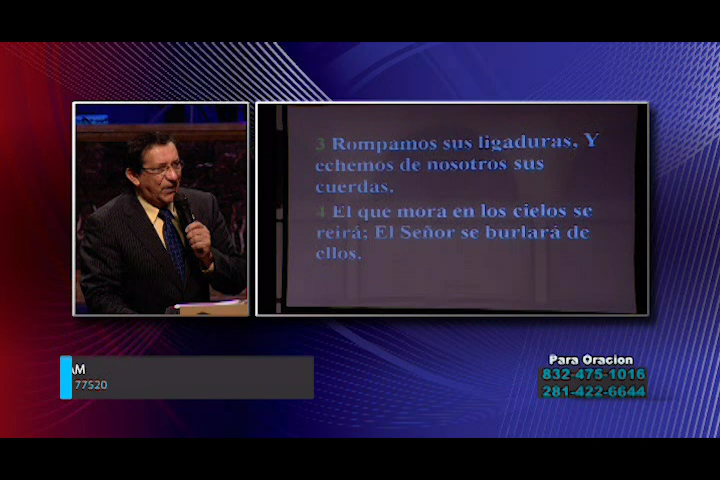 3 Rompamos sus ligaduras, Y
echemos de nosotros sus
cuerdas.
4 El que mora en los cielos se
reirá; El Señor se burlará de
ellos.
AM
77520
Para Oracion
832-475-1016
281-422-6644